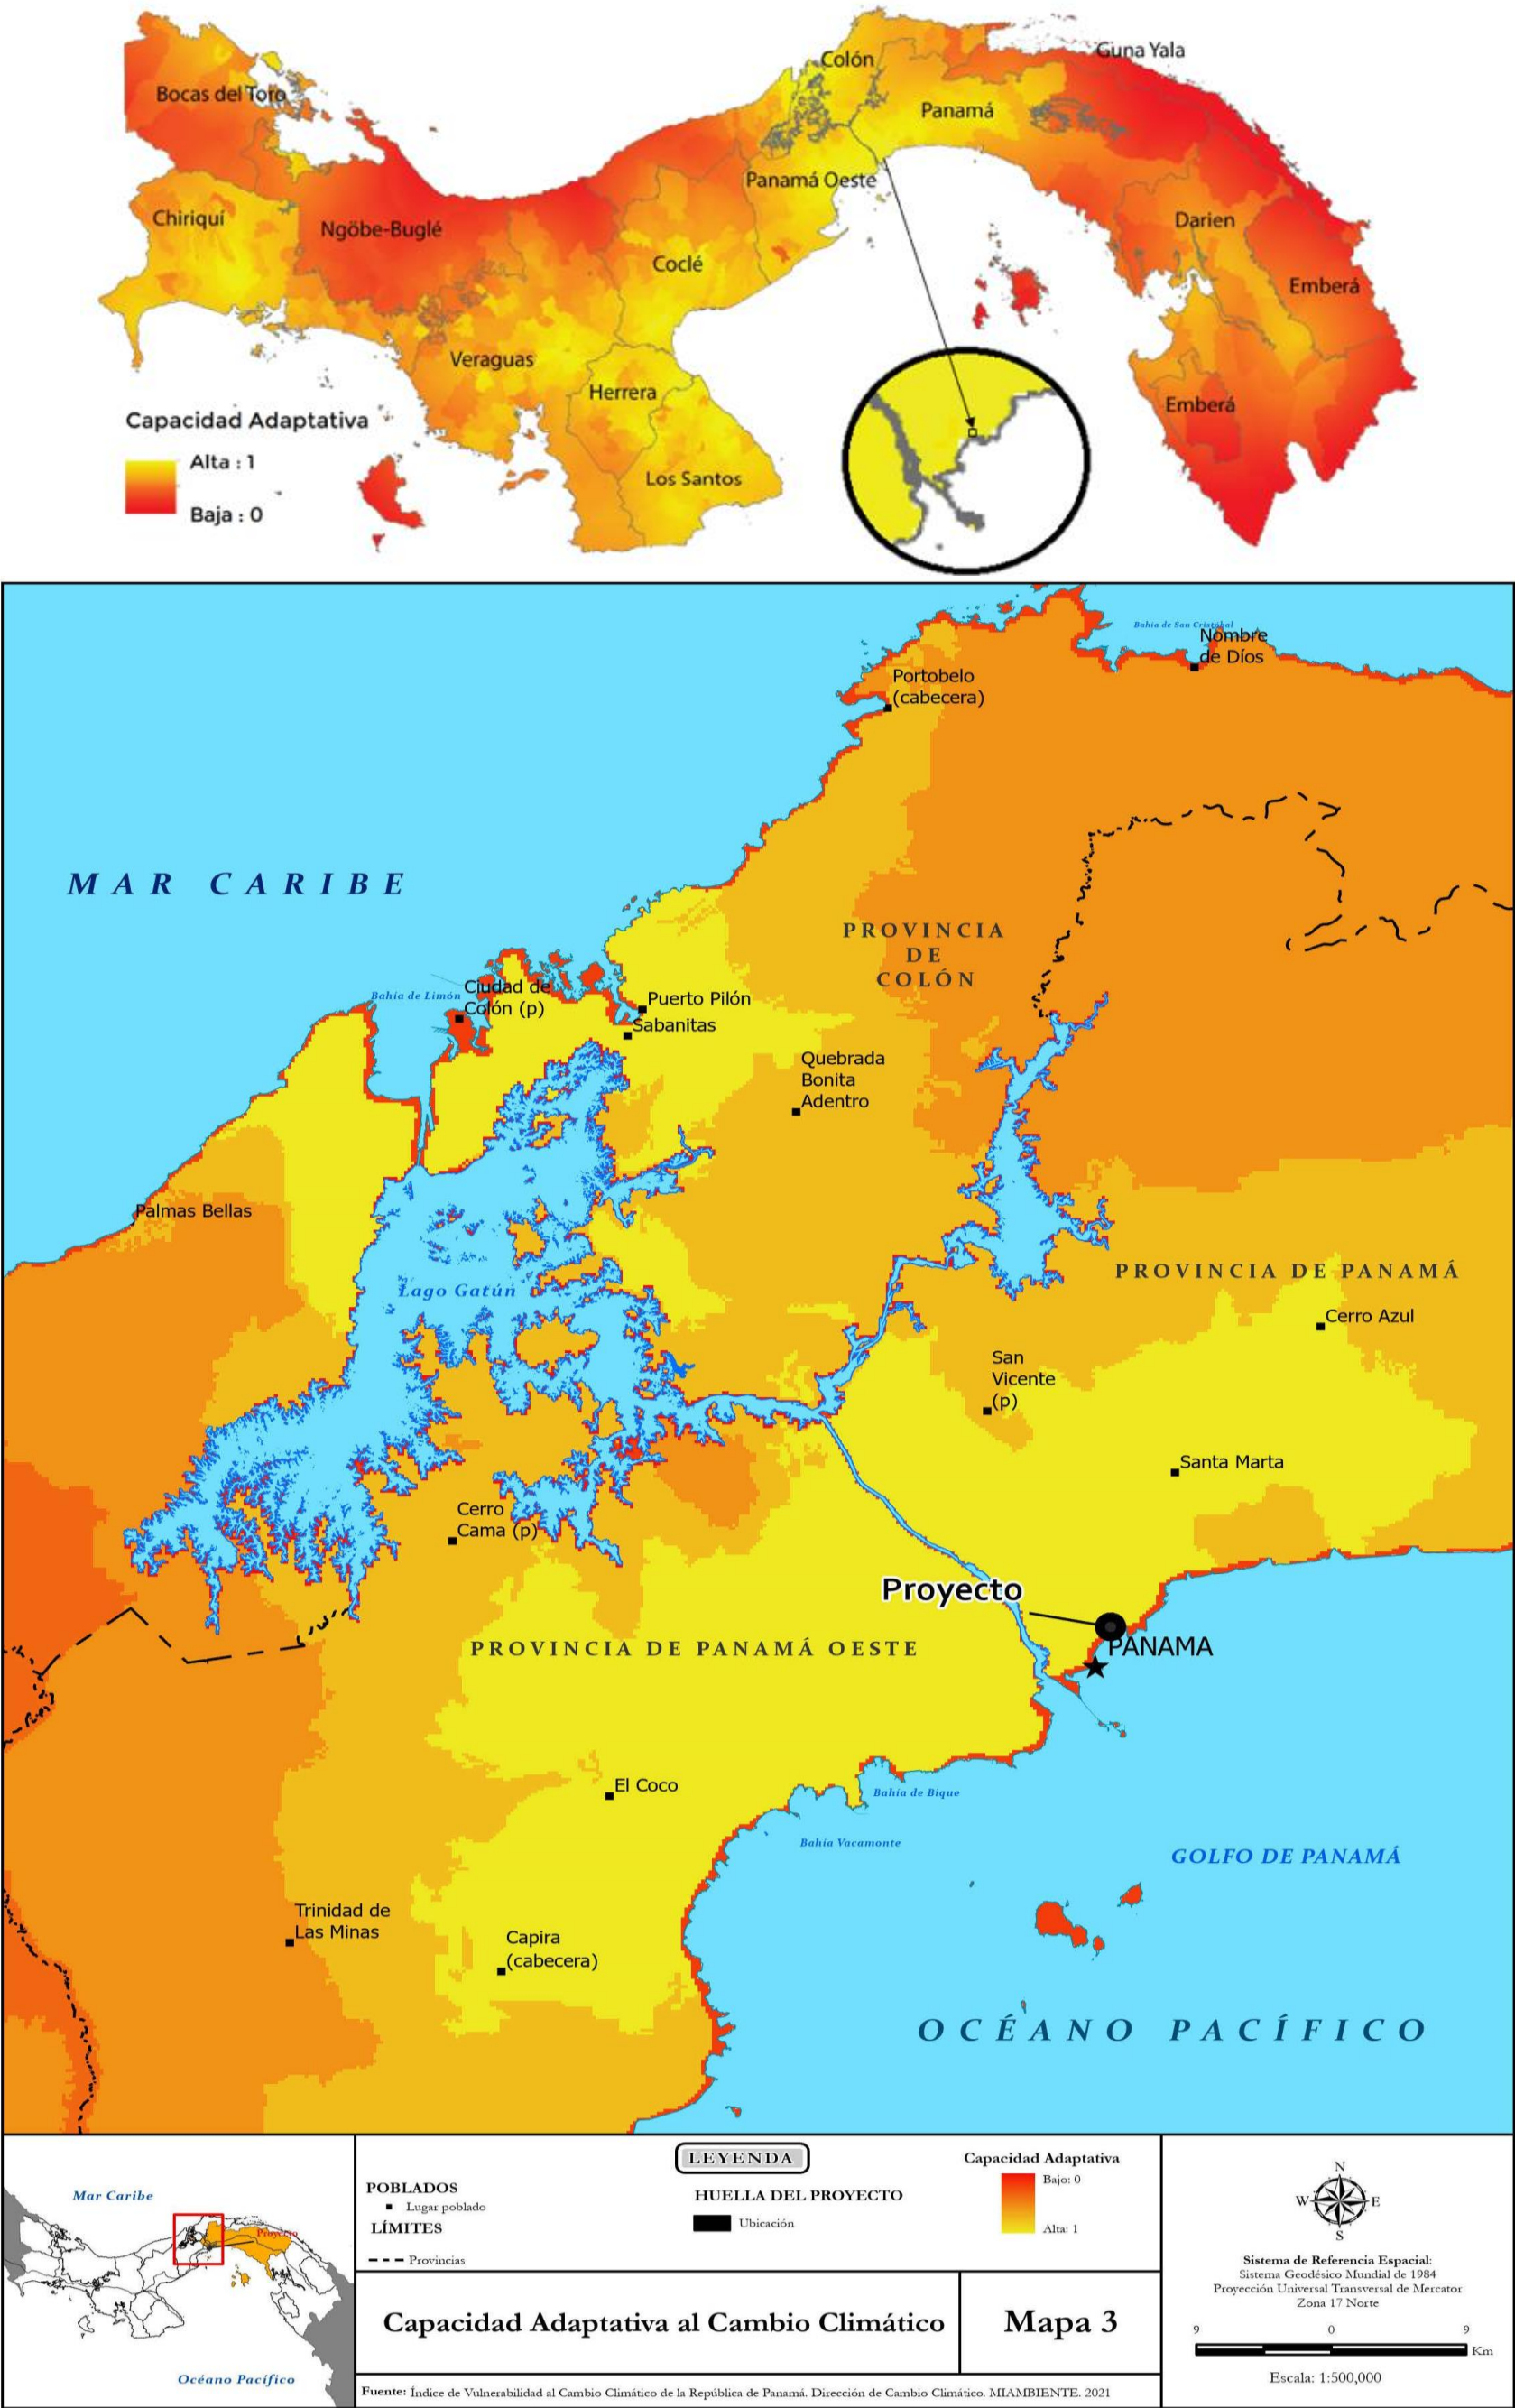 Guna Yala
Colón
Bocas del Toro
Panamá
Panamá Oeste
Chiriquí
Ngöbe-Buglé
Darien
Coclé
Emberá
Veraguas
Herrera
Emberá
Capacidad Adaptativa
Alta : 1
Los Santos
Baja : 0
Bahía de San Cristóbal
Nombre
de Díos
Portobelo
(cabecera)
MAR CARIBE
PROVINCIA
DE
COLÓN
Bahía de Limón
Ciudad de
Colón (p)
Puerto Pilón
Sabanitas
Quebrada
Bonita
Adentro
Palmas Bellas
Lago Gatún
PROVINCIA DE PANAMÁ
Cerro Azul
San
Vicente
(p)
Santa Marta
Cerro
Cama (p)
Proyecto
PANAMA
PROVINCIA DE PANAMÁ OESTE
El Coco
Bahía de Bique
Bahía Vacamonte
GOLFO DE PANAMÁ
Trinidad de
Las Minas
Capira
(cabecera)
OCÉANO PACÍFICO
Mar Caribe
Proyecto
Océano Pacífico
LEYENDA
POBLADOS
Lugar poblado
LÍMITES
Provincias
HUELLA DEL PROYECTO
Ubicación
Capacidad Adaptativa
Bajo: 0
Alta: 1
Capacidad Adaptativa al Cambio Climático
Mapa 3
Fuente: Índice de Vulnerabilidad al Cambio Climático de la República de Panamá. Dirección de Cambio Climático. MIAMBIENTE. 2021
N
W
E
S
Sistema de Referencia Espacial:
Sistema Geodésico Mundial de 1984
Proyección Universal Transversal de Mercator
Zona 17 Norte
9 0 9
Km
Escala: 1:500,000